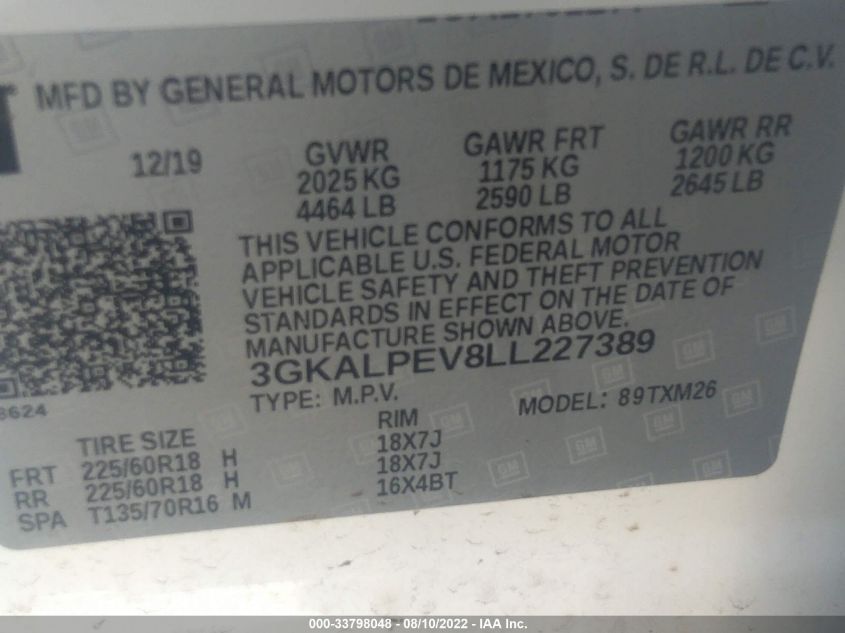 MFD BY GENERAL MOTORS DE MEXICO, S. DE R.L. DE C.V.
12/19 GVWR GAWR FRT GAWR RR
2025 KG 1175 KG 1200 KG
4464 LB 2590 LB 2645 LB
THIS VEHICLE CONFORMS TO ALL
APPLICABLE U.S. FEDERAL MOTOR
VEHICLE SAFETY AND THEFT PREVENTION
STANDARDS IN EFFECT ON THE DATE OF
MANUFACTURE SHOWN ABOVE.
3GKALPEV8LL227389
TYPE: M.P.V. MODEL: 89TXM26
8624
TIRE SIZE RIM
FRT 225/60R18 H 18X7J
RR 225/60R18 H 18X7J
SPA T135/70R16 M 16X4BT
GM
000-33798048 - 08/10/2022 - IAA Inc.